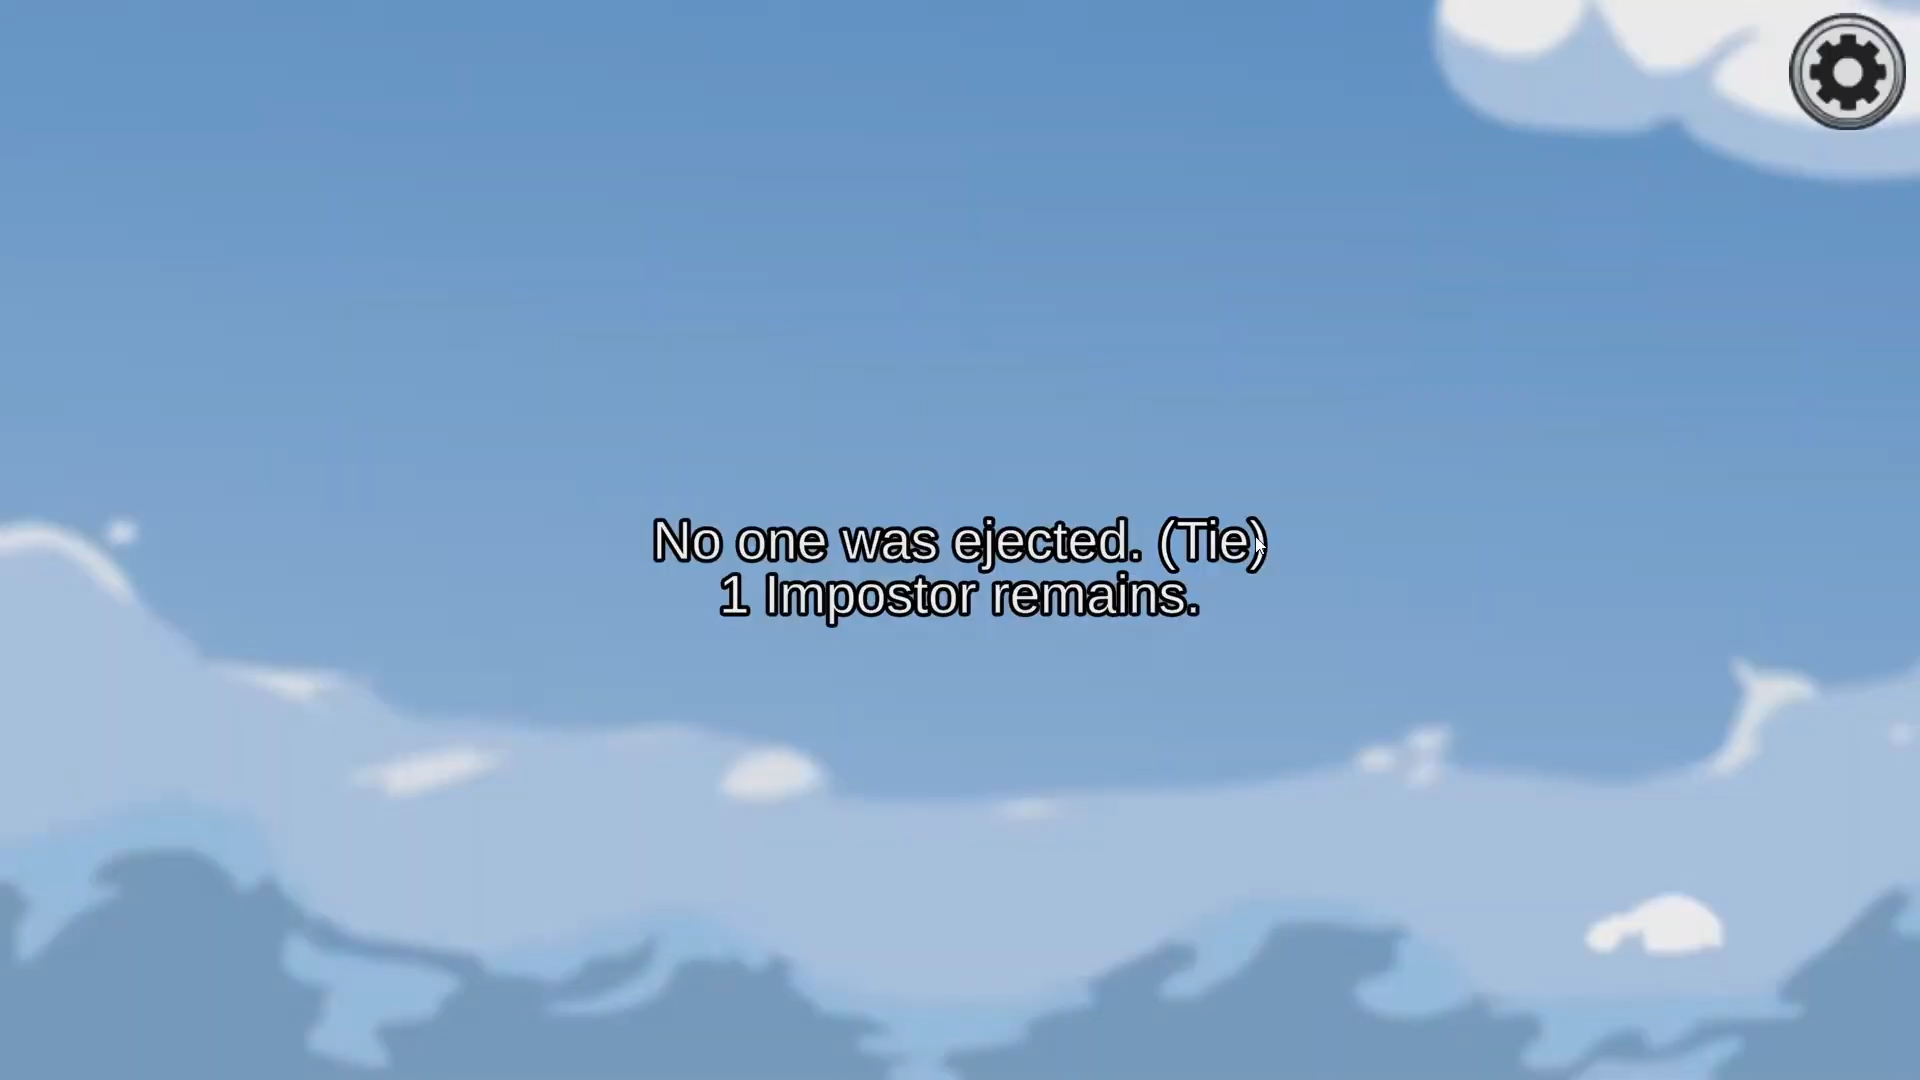 No one was ejected. (Tie)
1 Impostor remains.